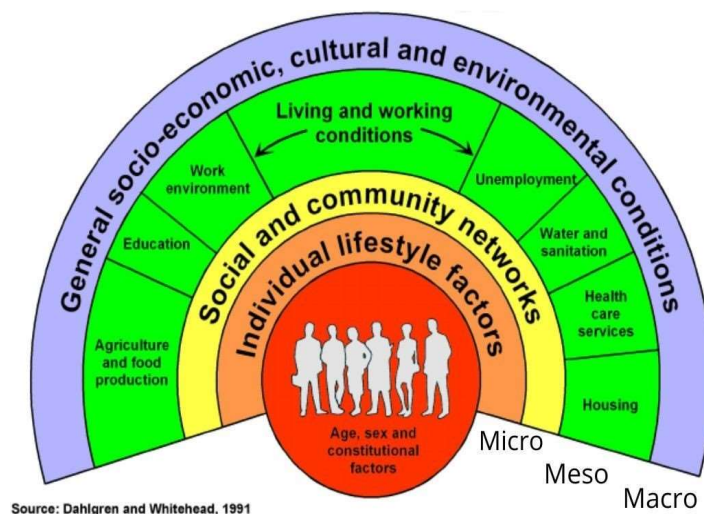 General socio-economic, cultural and environmental conditions
Living and working
conditions
Work
environment
Unemployment
Education
Water and
sanitation
Social and community networks
Individual lifestyle factors
Health
care
services
Agriculture
and food
production
Housing
Age, sex and
constitutional
factors
Micro
Meso
Macro
Source: Dahlgren and Whitehead, 1991